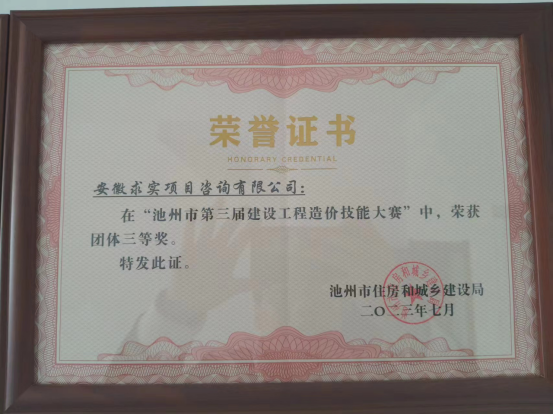 荣誉证书
HONORARY CREDENTIAL
安徽求实项目咨询有限公司：
在“池州市第三届建设工程造价技能大赛”中，荣获
团体三等奖。
特发此证。
池州市住房和城乡建设局
二〇二三年七月